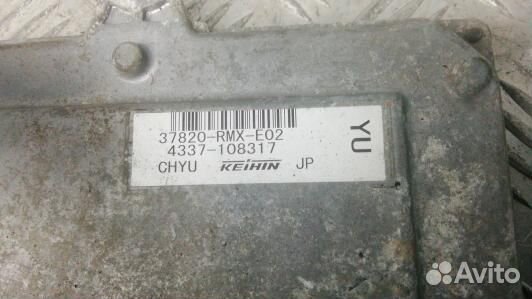 37820-RMX-E02
4337-108317
CHYU KEIHIN JP
YU
Avito